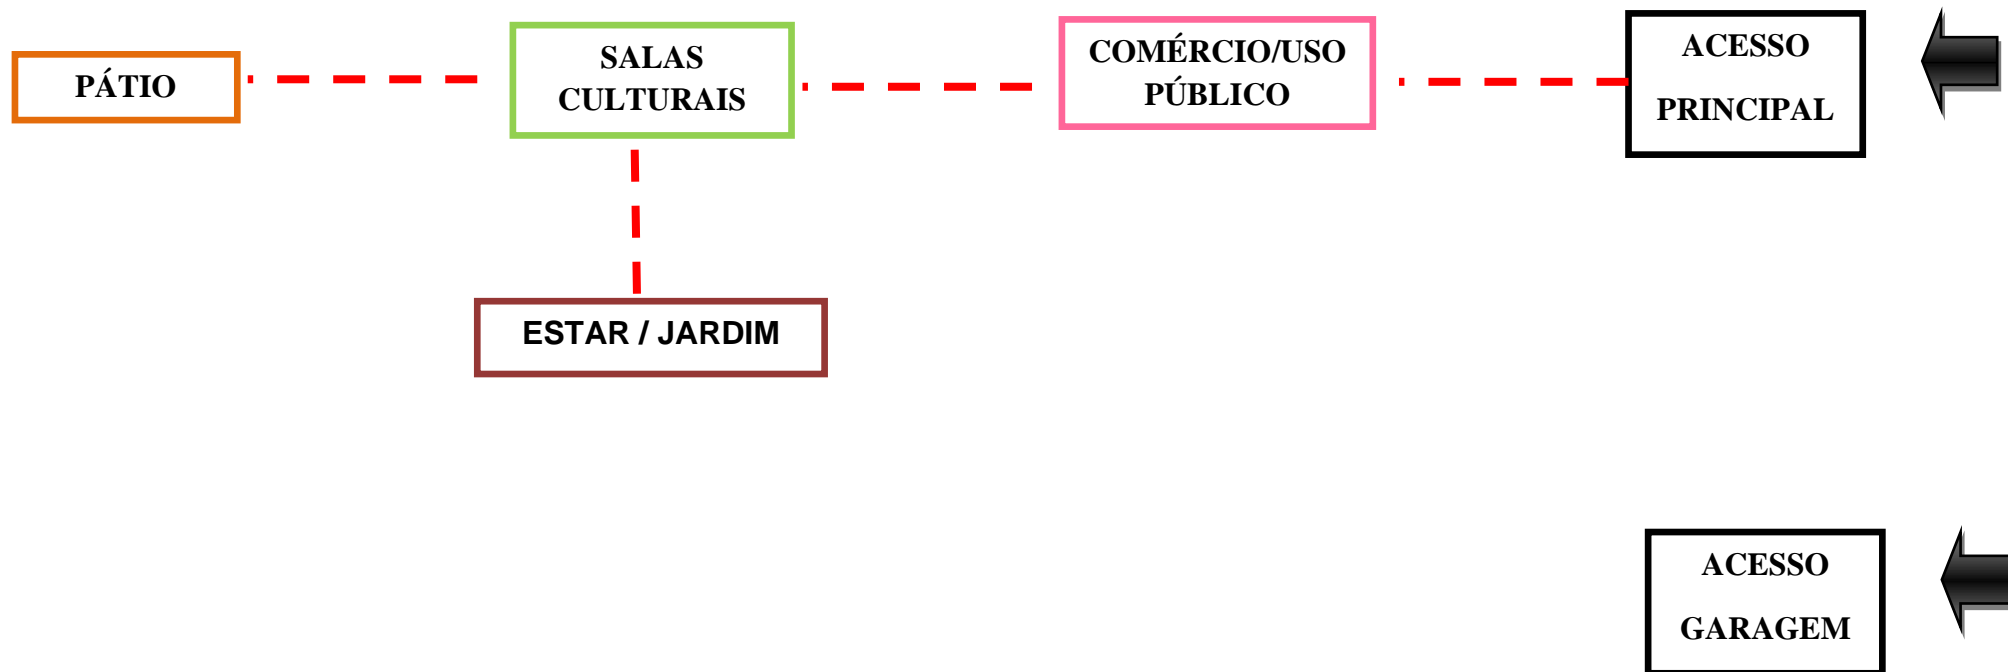 PÁTIO
SALAS
CULTURAIS
COMÉRCIO/USO
PÚBLICO
ACESSO
PRINCIPAL
ESTAR / JARDIM
ACESSO
GARAGEM